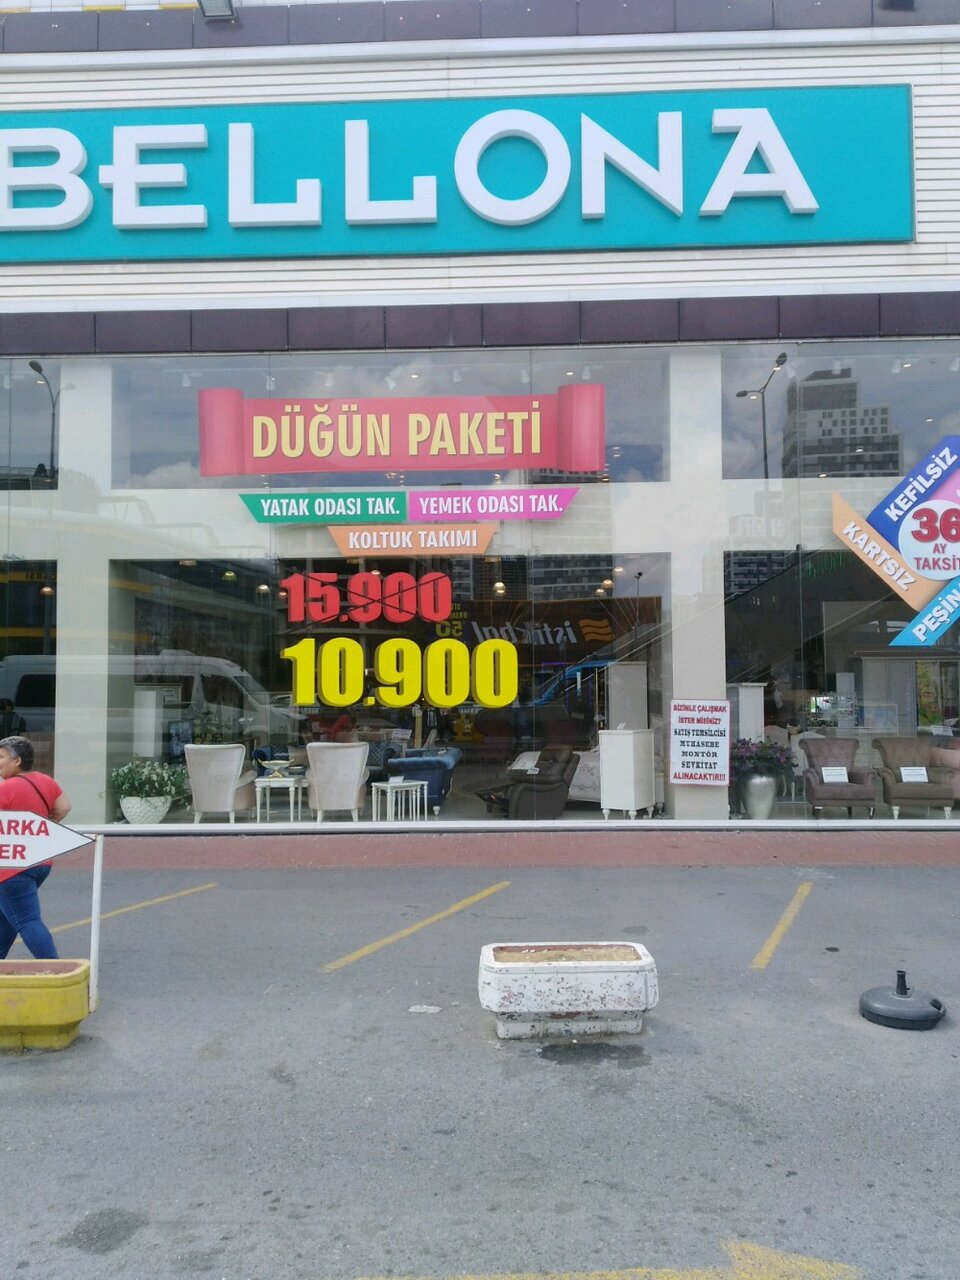 BELLONA
DÜĞÜN PAKETİ
YATAK ODASI TAK. YEMEK ODASI TAK.
KOLTUK TAKIMI
15.900
10.900
istikbal
KEFİLSİZ
KARTSIZ
36
AY
TAKSİT
PEŞİN
BİZİMLE ÇALIŞMAK
İSTER MİSİNİZ?
SATIŞ TEMSİLCİSİ
MUHASEBE
MONTÖR
SEVKİYAT
ALINACAKTIR!!!
ARKA
ER